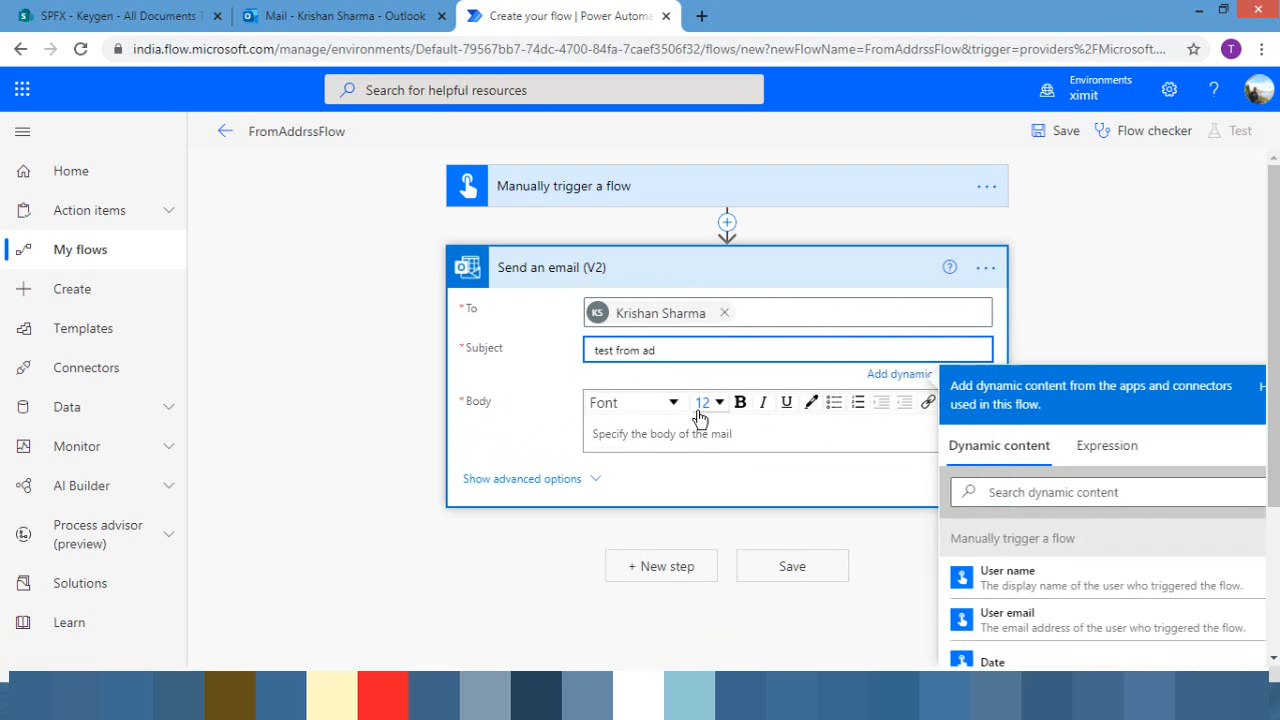 SPFX - Keygen - All Documents
Mail - Krishan Sharma - Outlook
Create your flow | Power Automa
india.flow.microsoft.com/manage/environments/Default-79567bb7-74dc-4700-84fa-7caef3506f32/flows/new?newFlowName=FromAddrssFlow&trigger=providers%2FMicrosoft....
T
Search for helpful resources
Environments
ximit
FromAddrssFlow
Save
Flow checker
Test
Home
Action items
My flows
Create
Templates
Connectors
Data
Monitor
AI Builder
Process advisor
(preview)
Solutions
Learn
Manually trigger a flow
Send an email (V2)
* To
KS Krishan Sharma
* Subject
test from ad
Add dynamic
* Body
Font 12 B I U
Specify the body of the mail
Show advanced options
+ New step
Save
Add dynamic content from the apps and connectors
used in this flow.
Dynamic content
Expression
Search dynamic content
Manually trigger a flow
User name
The display name of the user who triggered the flow.
User email
The email address of the user who triggered the flow.
Date